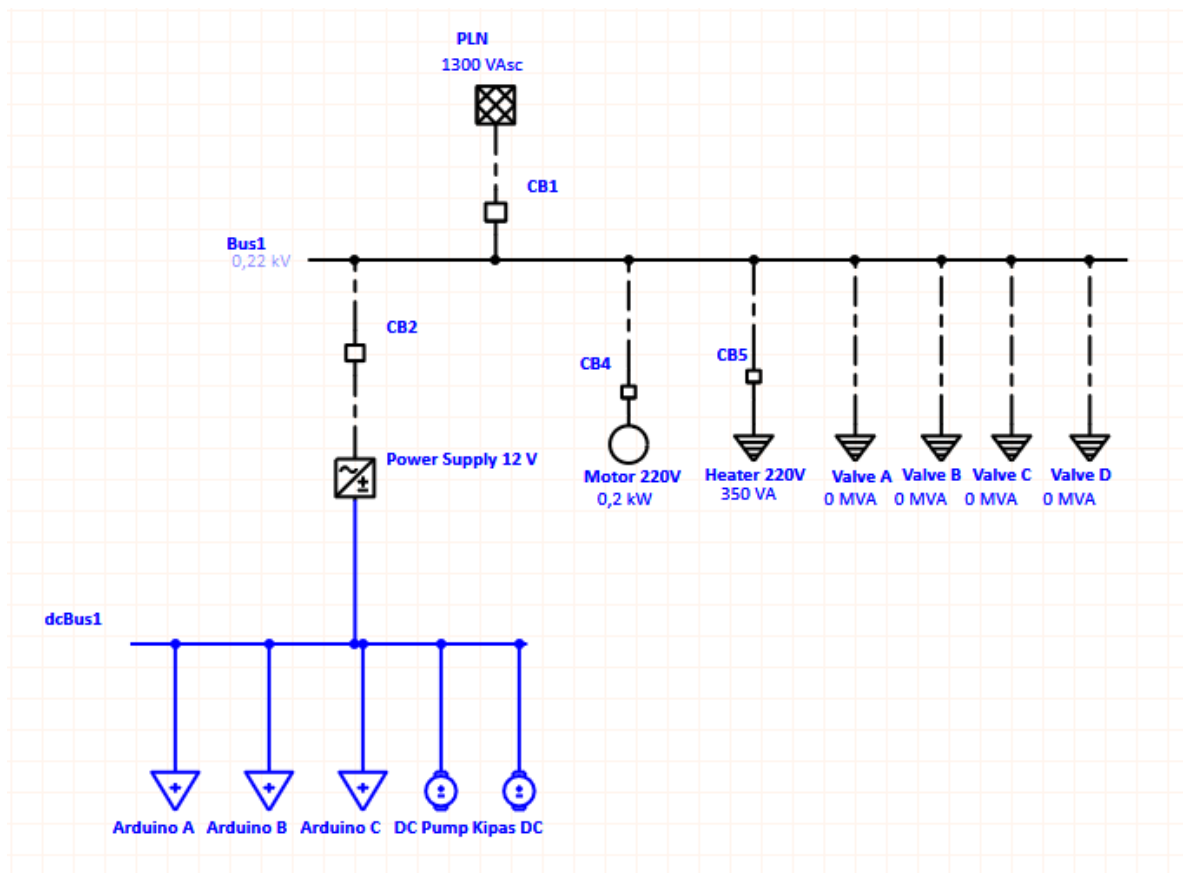 PLN
1300 VAsc
CB1
Bus1
0,22 kV
CB2
CB4
CB5
Power Supply 12 V
Motor 220V
0,2 kW
Heater 220V
350 VA
Valve A
0 MVA
Valve B
0 MVA
Valve C
0 MVA
Valve D
0 MVA
dcBus1
Arduino A
Arduino B
Arduino C
DC Pump
Kipas DC